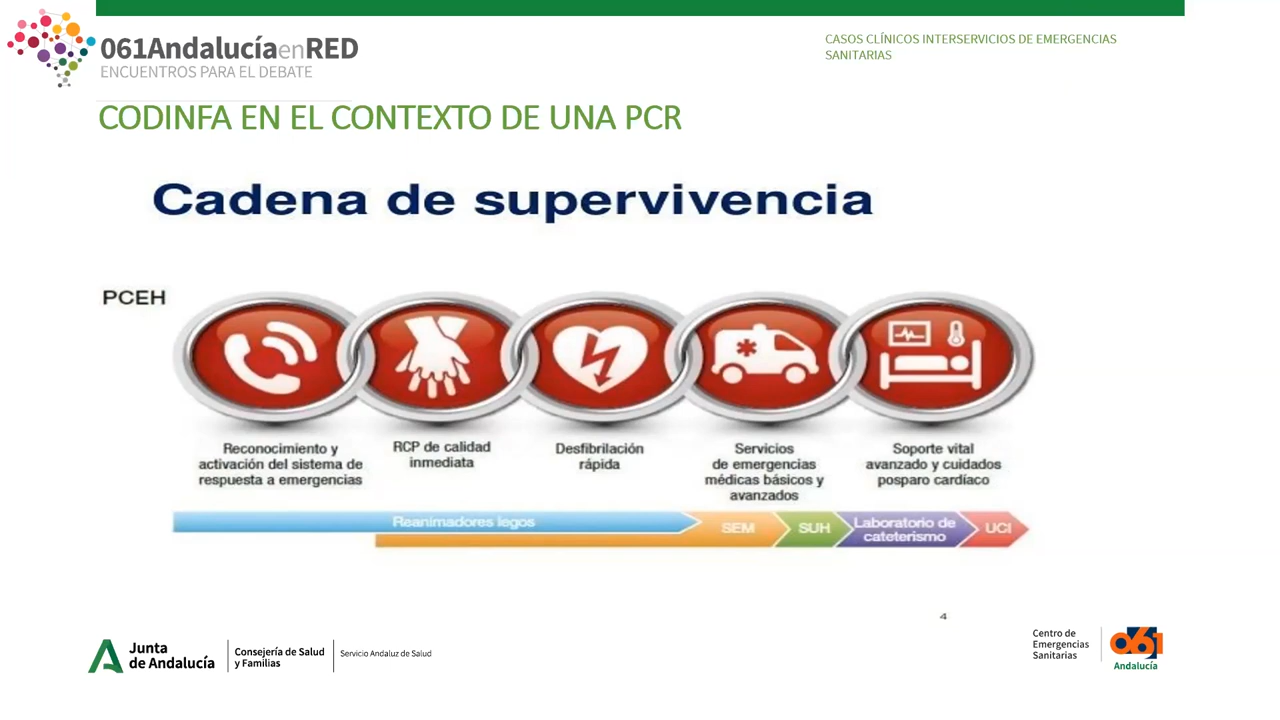 061AndalucíaenRED
ENCUENTROS PARA EL DEBATE
CASOS CLÍNICOS INTERSERVICIOS DE EMERGENCIAS
SANITARIAS
CODINFA EN EL CONTEXTO DE UNA PCR
Cadena de supervivencia
PCEH
Reconocimiento y
activación del sistema de
respuesta a emergencias
RCP de calidad
inmediata
Desfibrilación
rápida
Servicios
de emergencias
médicas básicos y
avanzados
Soporte vital
avanzado y cuidados
posparo cardíaco
Reanimadores legos
SEM
SUH
Laboratorio de
cateterismo
UCI
4
Junta
de Andalucía
Consejería de Salud
y Familias
Servicio Andaluz de Salud
Centro de
Emergencias
Sanitarias
061
Andalucía